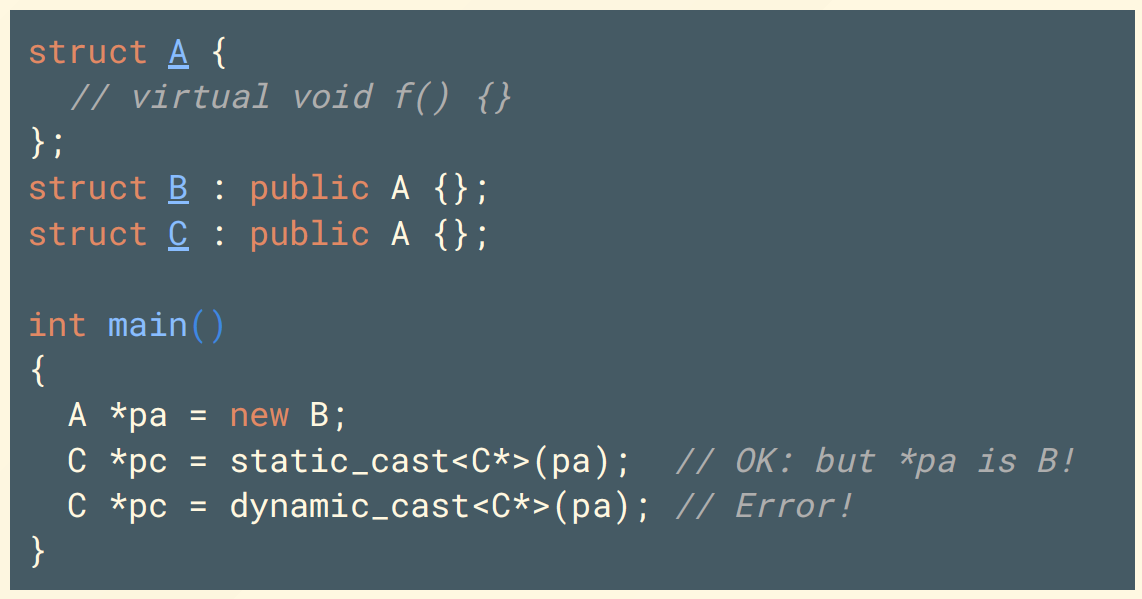 struct A {
  // virtual void f() {}
};
struct B : public A {};
struct C : public A {};

int main()
{
  A *pa = new B;
  C *pc = static_cast<C*>(pa);  // OK: but *pa is B!
  C *pc = dynamic_cast<C*>(pa); // Error!
}